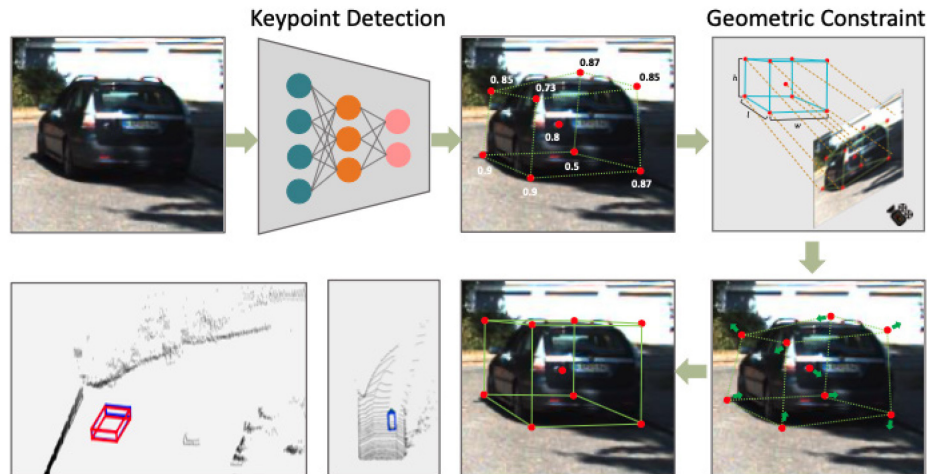 Keypoint Detection
Geometric Constraint
0.87
0.85
0.85
0.73
0.8
0.5
0.9
0.9
0.87
h
l
w